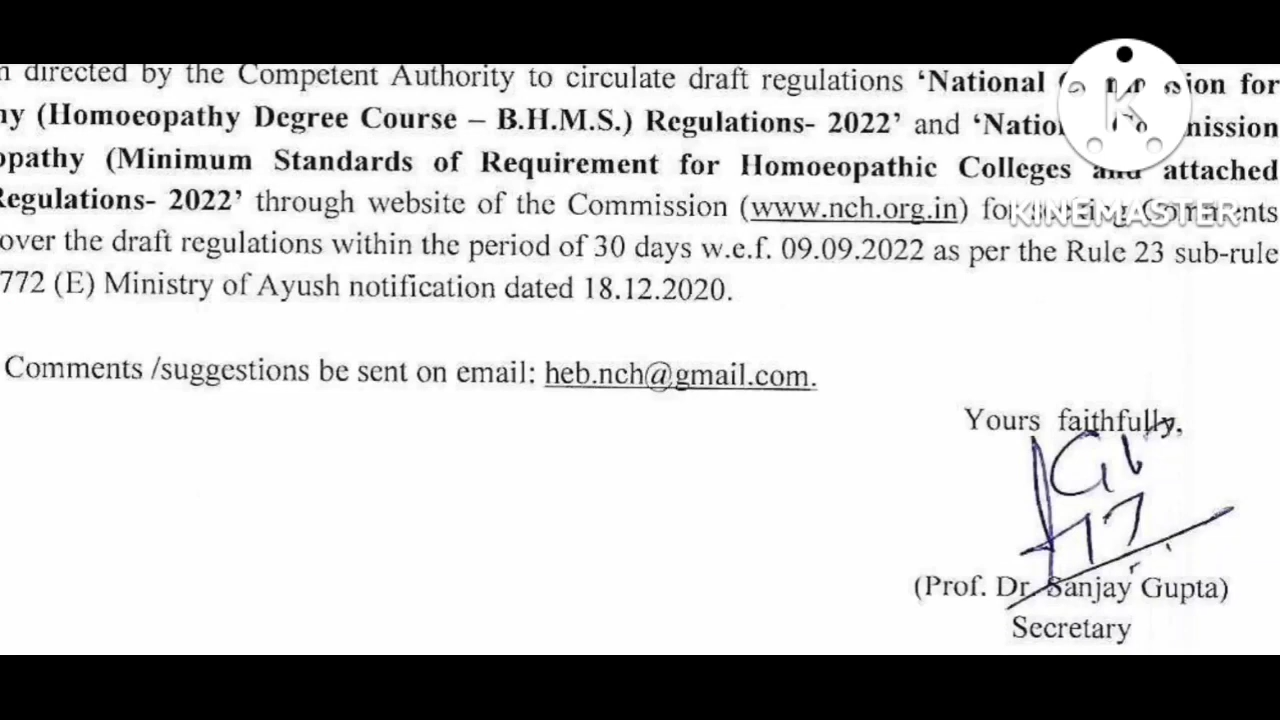 directed by the Competent Authority to circulate draft regulations ‘National for
(Homoeopathy Degree Course – B.H.M.S.) Regulations- 2022’ and
(Minimum Standards of Requirement for Homoeopathic Colleges and attached
Regulations- 2022’ through website of the Commission (www.nch.org.in)
over the draft regulations within the period of 30 days w.e.f. 09.09.2022 as per the Rule 23 sub-rule
772 (E) Ministry of Ayush notification dated 18.12.2020.
Comments /suggestions be sent on email: heb.nch@gmail.com.
Yours faithfully,
(Prof. Dr. Sanjay Gupta)
Secretary
K
KINEMASTER